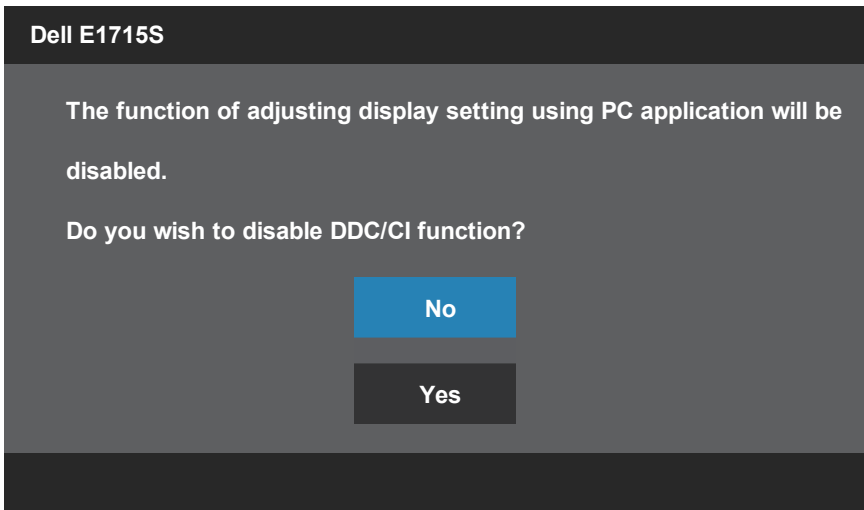 Dell E1715S
The function of adjusting display setting using PC application will be
disabled.
Do you wish to disable DDC/CI function?
No
Yes